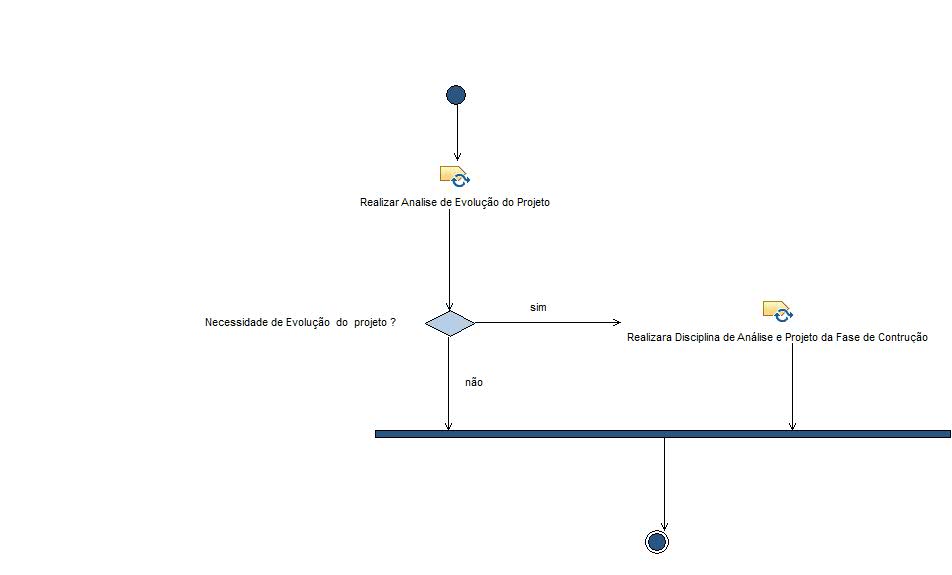 Realizar Analise de Evolução do Projeto
sim
Necessidade de Evolução do projeto ?
Realizara Disciplina de Análise e Projeto da Fase de Contrução
não